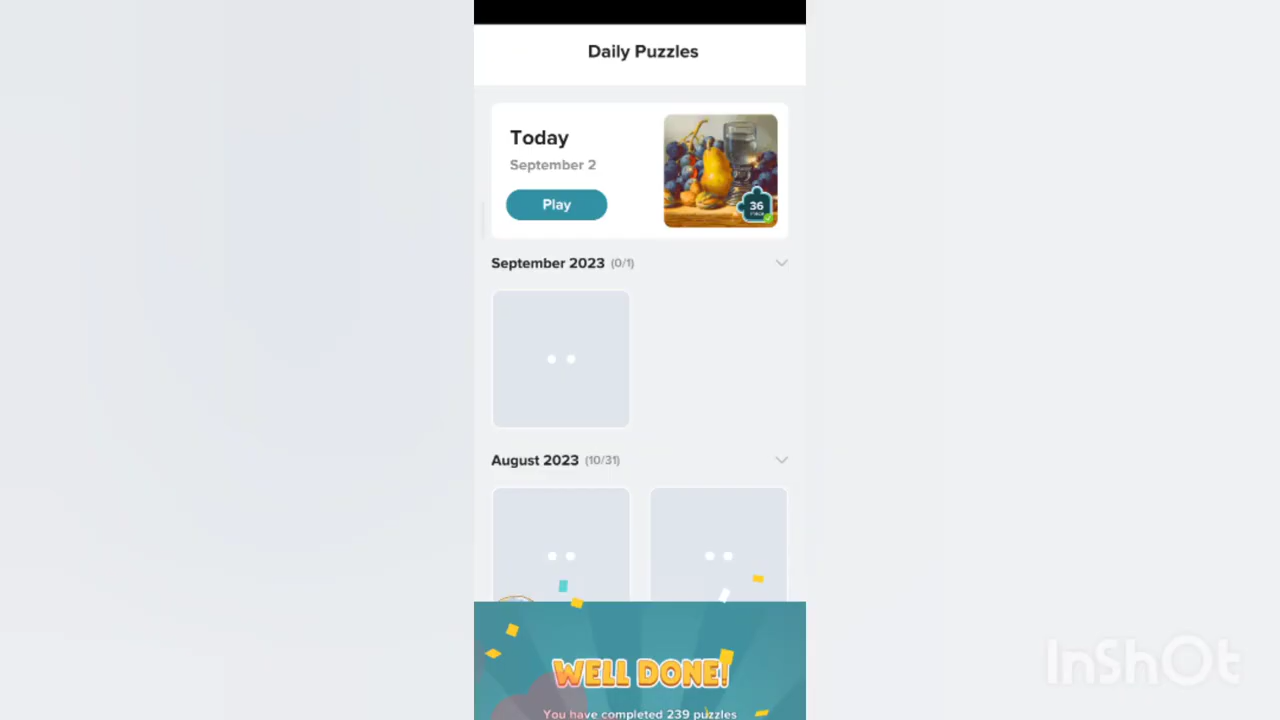 Daily Puzzles
Today
September 2
Play
36
September 2023 (0/1)
August 2023 (10/31)
WELL DONE!
You have completed 239 puzzles
InShOt